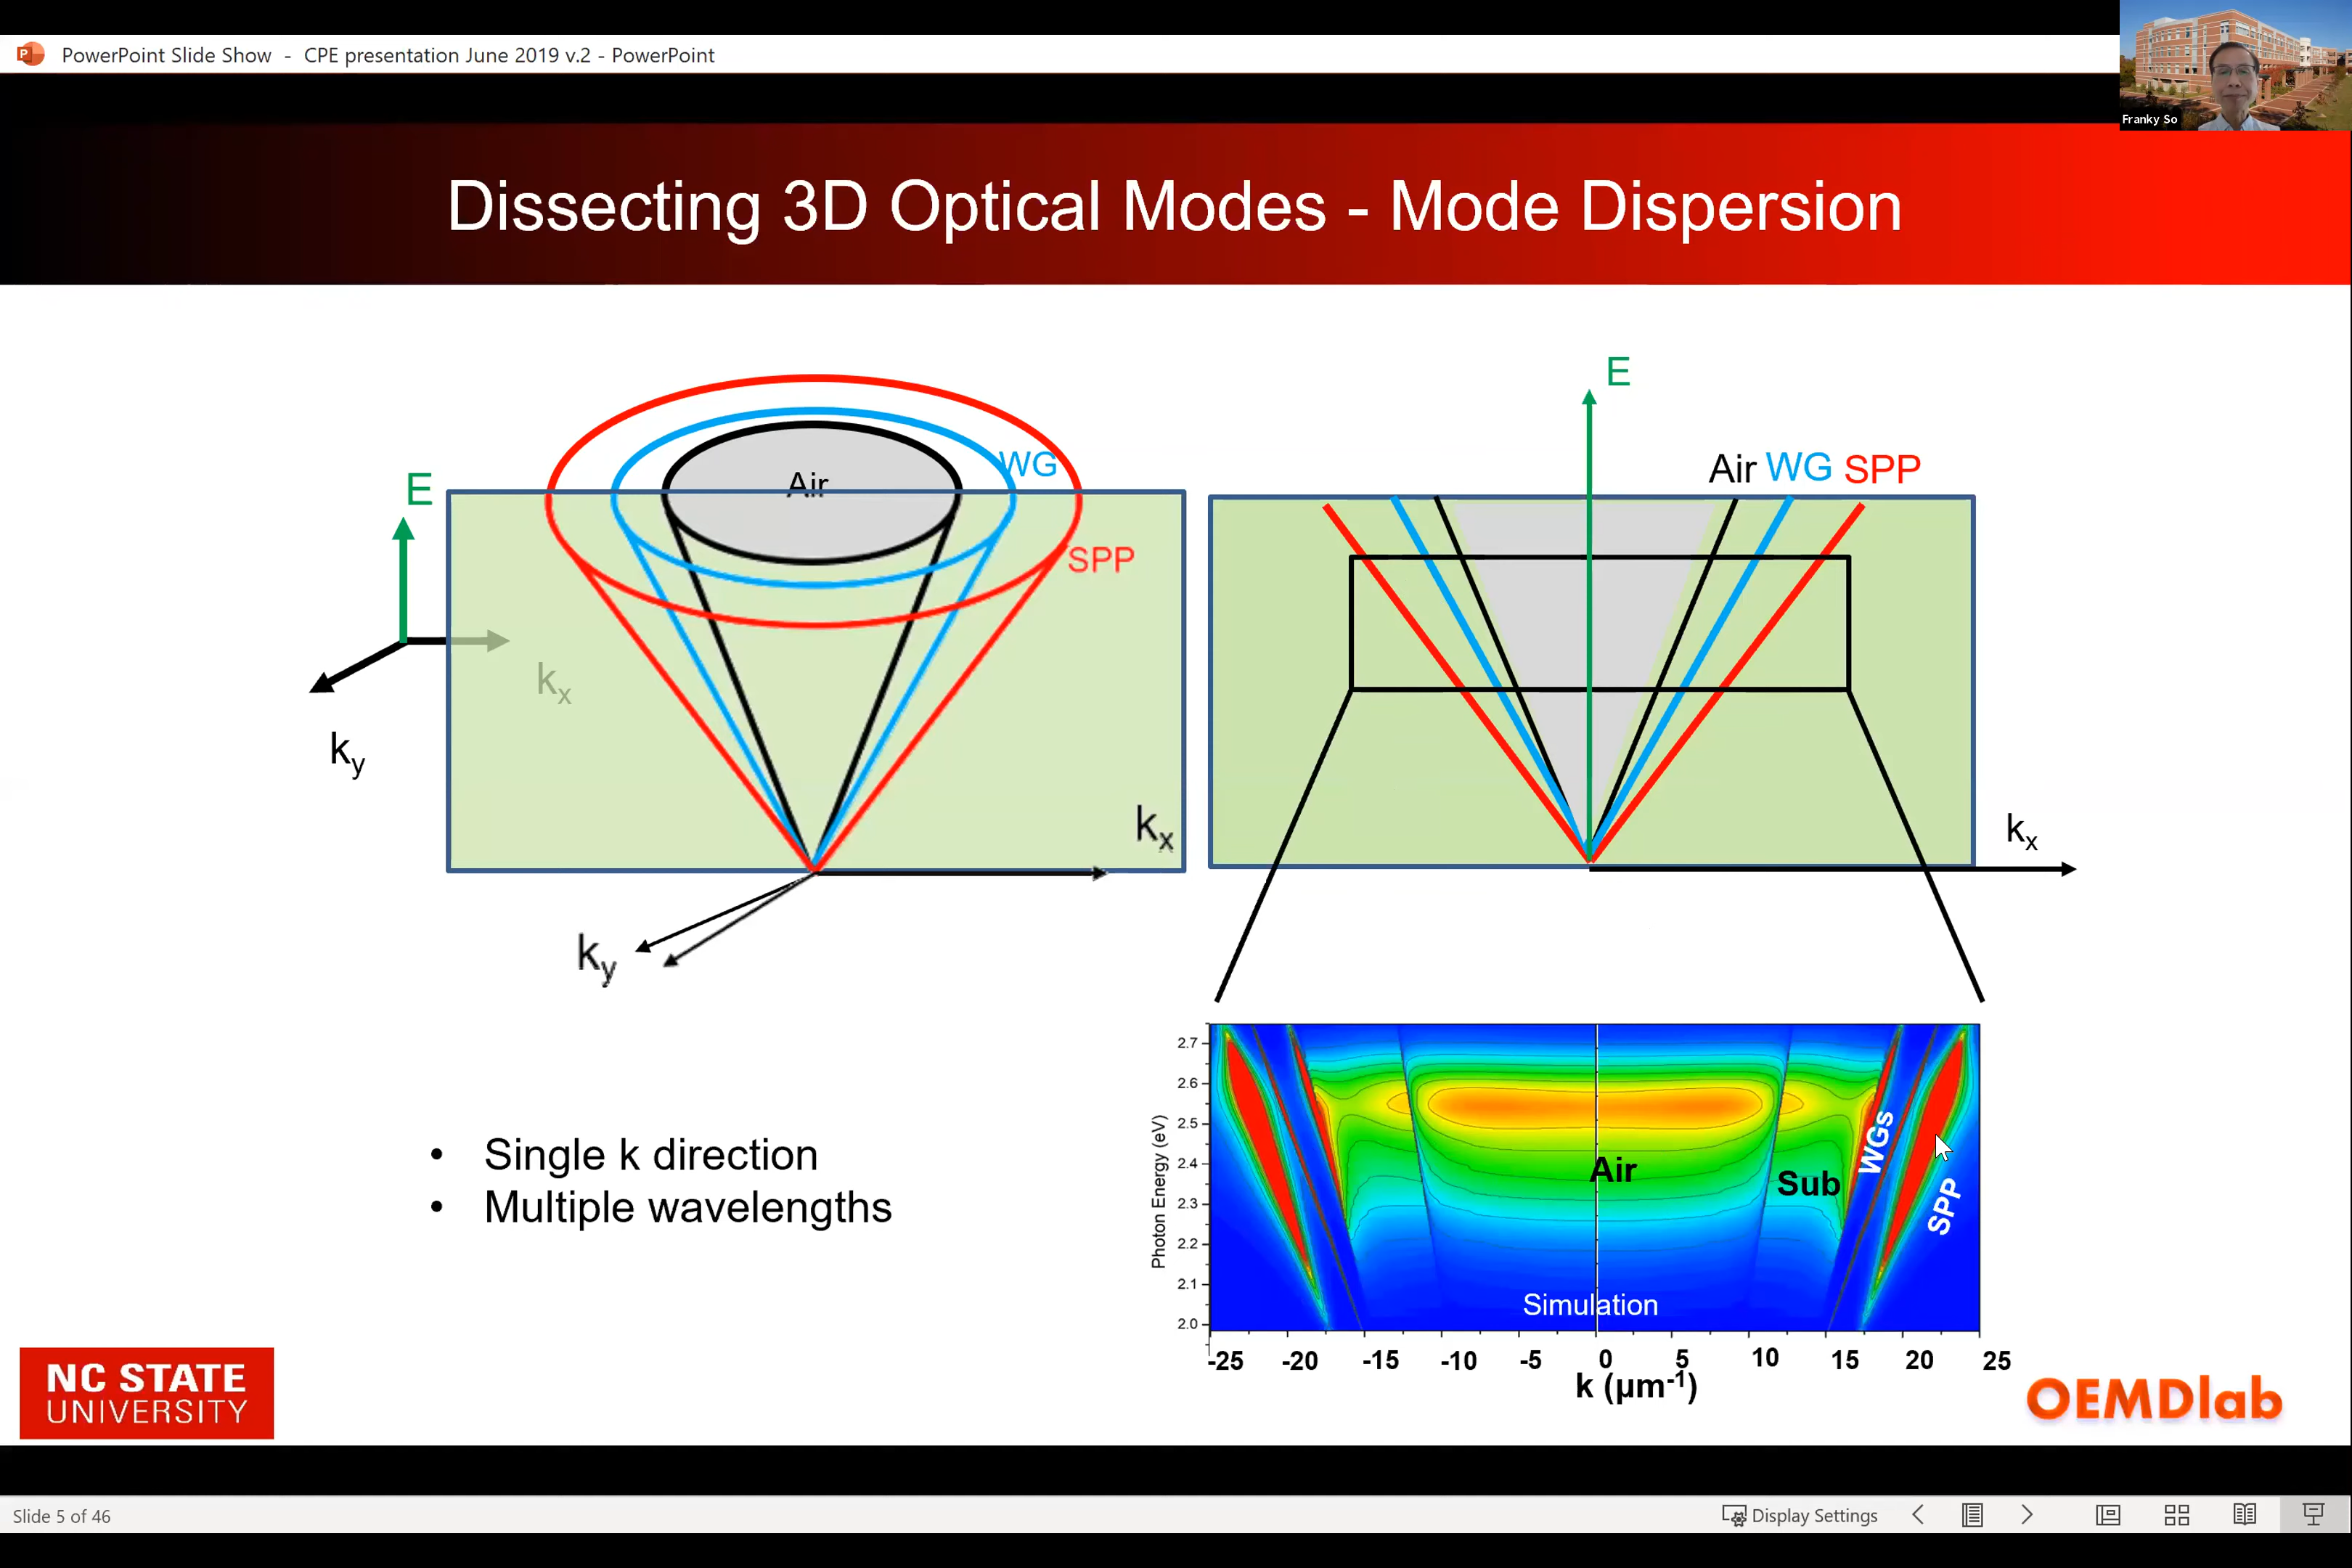 PowerPoint Slide Show - CPE presentation June 2019 v.2 - PowerPoint
Franky So
Dissecting 3D Optical Modes - Mode Dispersion
E
kx
ky
Air
WG
SPP
kx
ky
E
Air WG SPP
kx
Single k direction
Multiple wavelengths
Photon Energy (eV)
2.7
2.6
2.5
2.4
2.3
2.2
2.1
2.0
Air
Sub
WGs
SPP
Simulation
-25 -20 -15 -10 -5 0 5 10 15 20 25
k (μm-1)
NC STATE
UNIVERSITY
OEMDlab
Slide 5 of 46
Display Settings